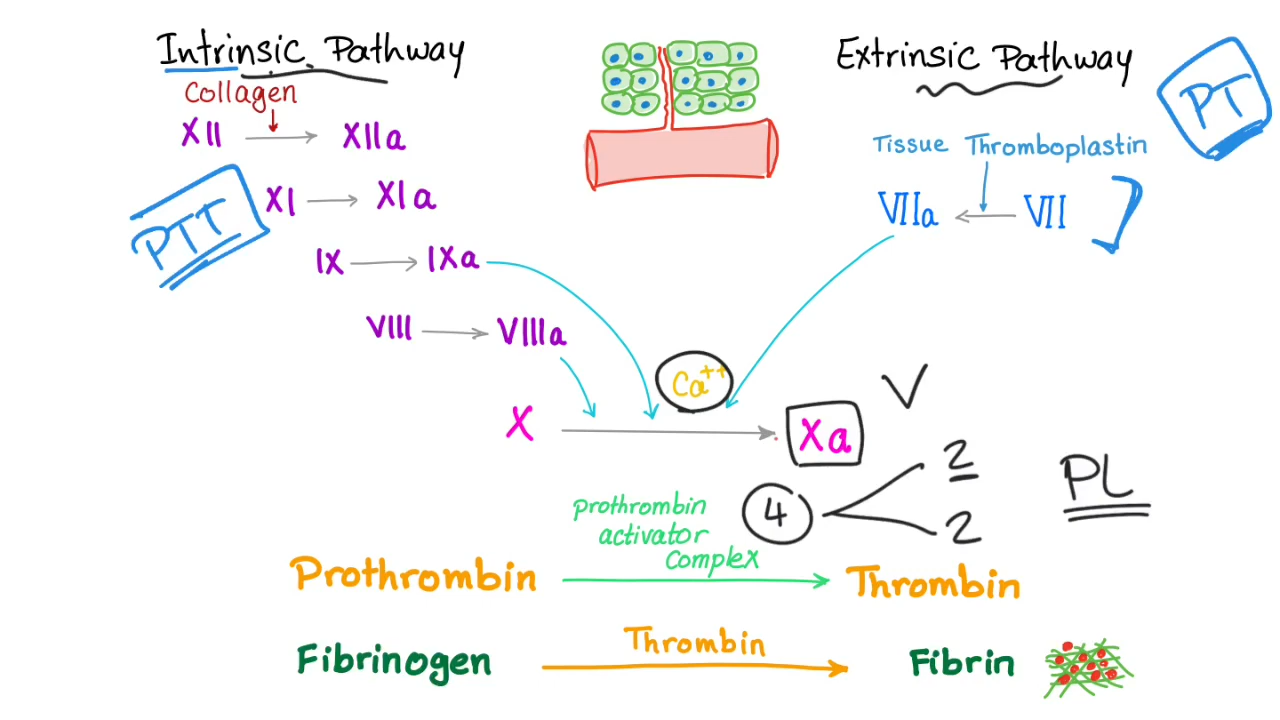 Intrinsic Pathway
Collagen
XII XIIa
XI XIa
PTT
IX IXa
VIII VIIIa
Extrinsic Pathway
PT
Tissue Thromboplastin
VIIa VII
Ca++
X Xa
V
4 2
2
PL
prothrombin
activator
complex
Prothrombin Thrombin
Thrombin
Fibrinogen Fibrin